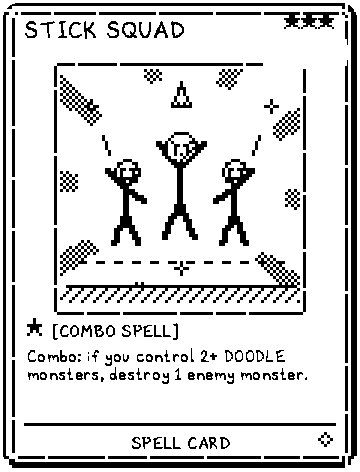 STICK SQUAD
[COMBO SPELL]
Combo: if you control 2+ DOODLE
monsters, destroy 1 enemy monster.
SPELL CARD